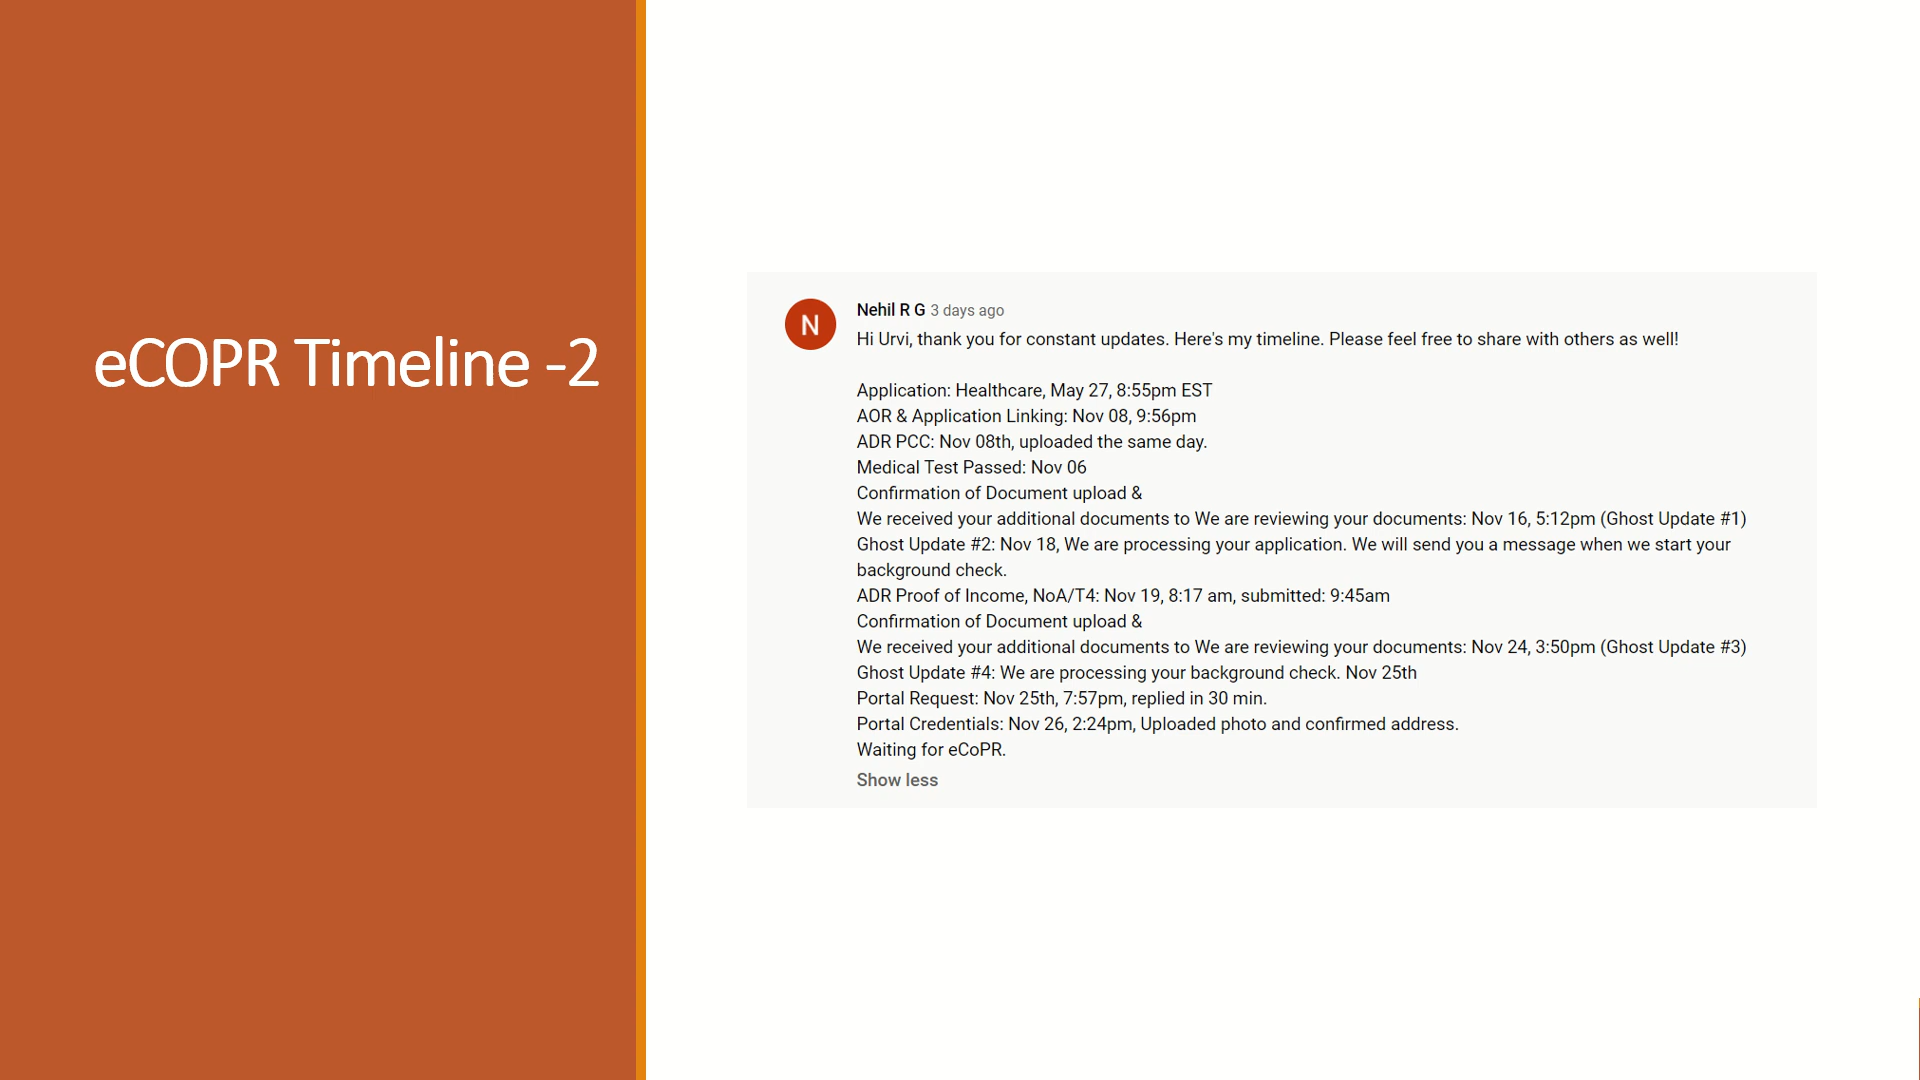 eCOPR Timeline -2
N
Nehil R G 3 days ago
Hi Urvi, thank you for constant updates. Here's my timeline. Please feel free to share with others as well!
Application: Healthcare, May 27, 8:55pm EST
AOR & Application Linking: Nov 08, 9:56pm
ADR PCC: Nov 08th, uploaded the same day.
Medical Test Passed: Nov 06
Confirmation of Document upload &
We received your additional documents to We are reviewing your documents: Nov 16, 5:12pm (Ghost Update #1)
Ghost Update #2: Nov 18, We are processing your application. We will send you a message when we start your
background check.
ADR Proof of Income, NoA/T4: Nov 19, 8:17 am, submitted: 9:45am
Confirmation of Document upload &
We received your additional documents to We are reviewing your documents: Nov 24, 3:50pm (Ghost Update #3)
Ghost Update #4: We are processing your background check. Nov 25th
Portal Request: Nov 25th, 7:57pm, replied in 30 min.
Portal Credentials: Nov 26, 2:24pm, Uploaded photo and confirmed address.
Waiting for eCoPR.
Show less